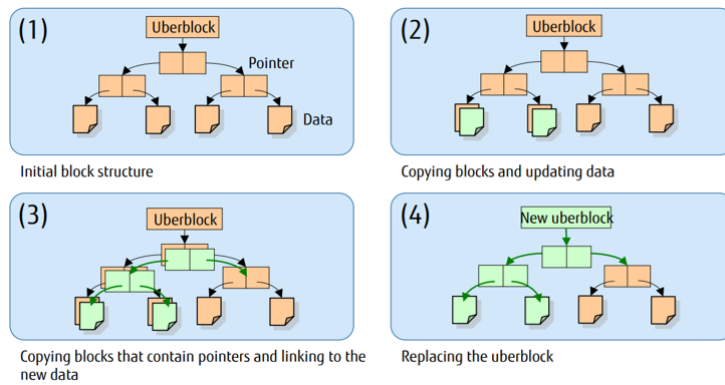 (1)
Uberblock
Pointer
Data
Initial block structure
(2)
Uberblock
Copying blocks and updating data
(3)
Uberblock
Copying blocks that contain pointers and linking to the
new data
(4)
New uberblock
Replacing the uberblock